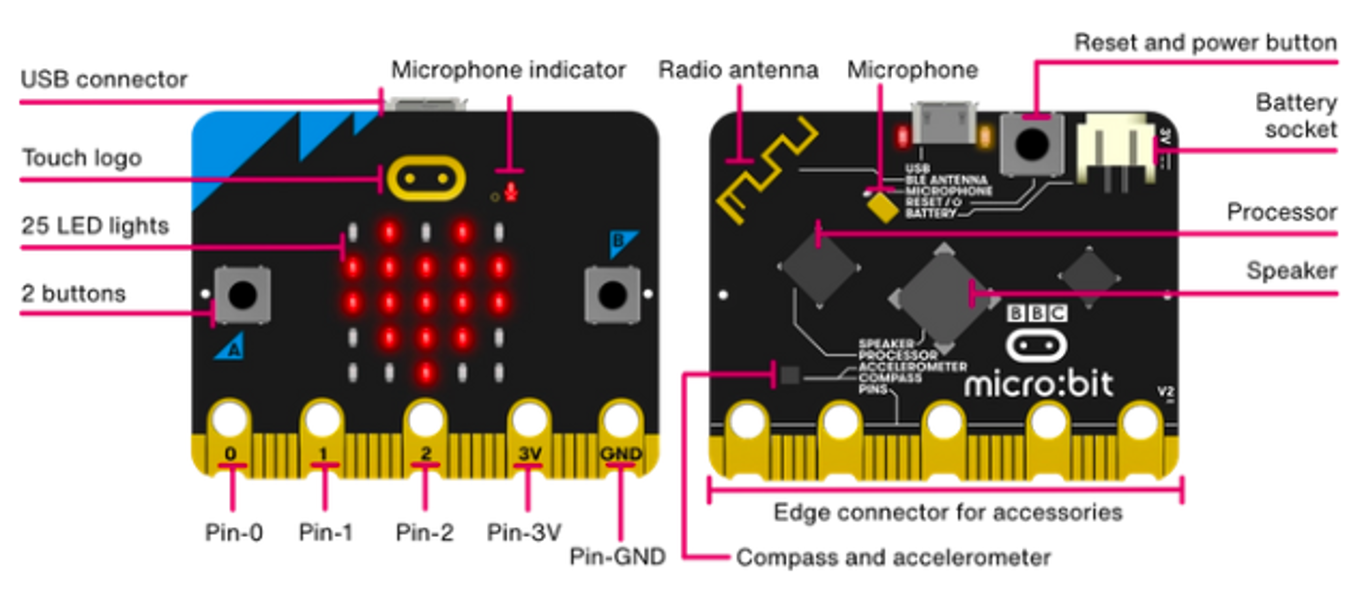 USB connector
Microphone indicator
Touch logo
25 LED lights
2 buttons
B
A
0
1
2
3V
GND
Pin-0
Pin-1
Pin-2
Pin-3V
Pin-GND
Radio antenna
Microphone
Reset and power button
Battery
socket
3V
USB
BLE ANTENNA
MICROPHONE
RESET /
BATTERY
Processor
Speaker
BBC
SPEAKER
PROCESSOR
ACCELEROMETER
COMPASS
PINS
micro:bit
V2
Edge connector for accessories
Compass and accelerometer